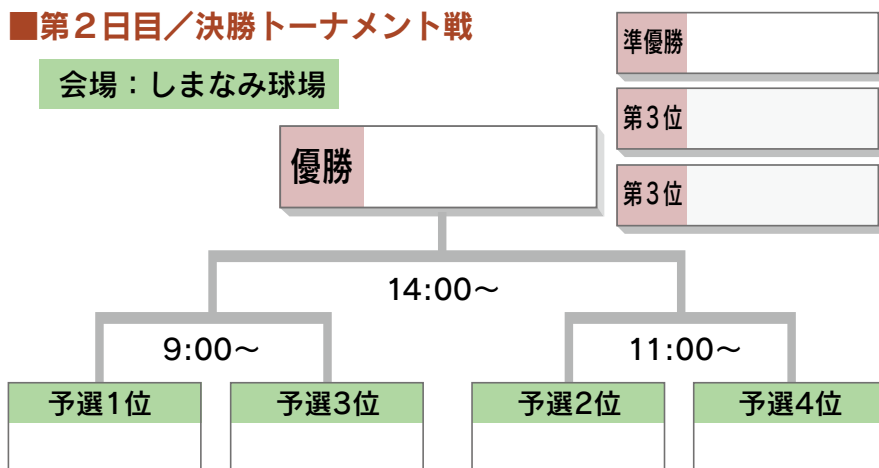 ■第２日目／決勝トーナメント戦
会場：しまなみ球場
準優勝
第３位
第３位
優勝
14:00～
9:00～
11:00～
予選1位
予選3位
予選2位
予選4位